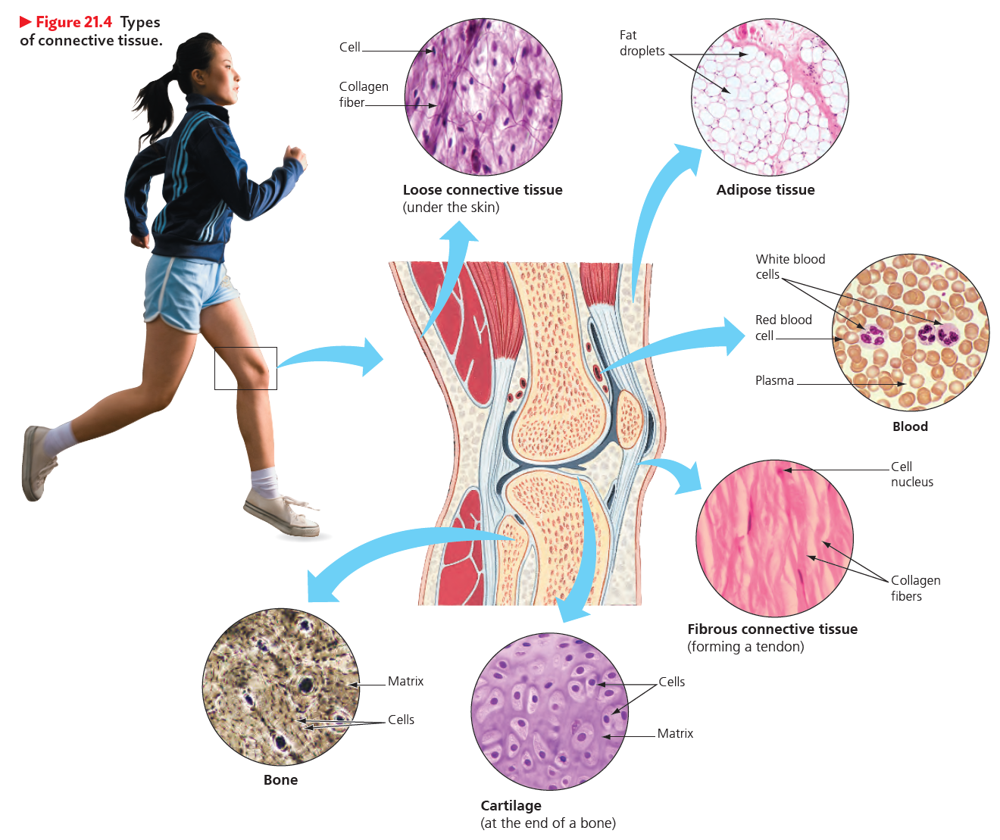 ▶ Figure 21.4 Types
of connective tissue.
Cell
Collagen
fiber
Loose connective tissue
(under the skin)
Fat
droplets
Adipose tissue
White blood
cells
Red blood
cell
Plasma
Blood
Cell
nucleus
Collagen
fibers
Fibrous connective tissue
(forming a tendon)
Matrix
Cells
Bone
Cells
Matrix
Cartilage
(at the end of a bone)